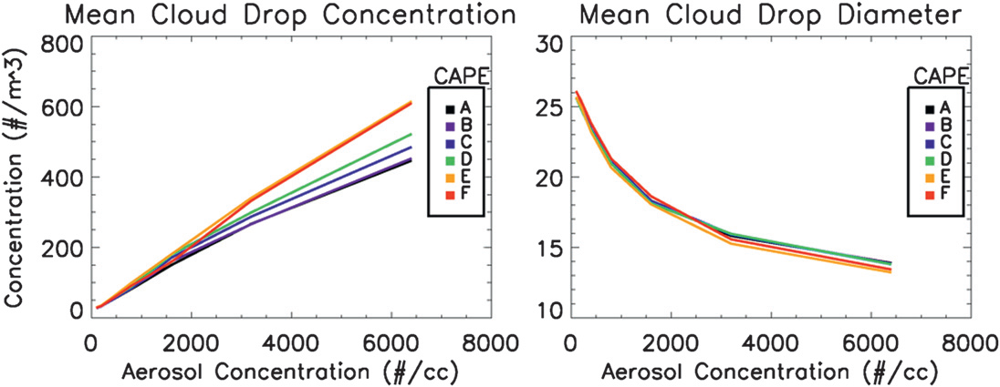 Mean Cloud Drop Concentration
Concentration (#/m^3)
800
600
400
200
0
0 2000 4000 6000 8000
Aerosol Concentration (#/cc)
CAPE
A
B
C
D
E
F
Mean Cloud Drop Diameter
30
25
20
15
10
0 2000 4000 6000 8000
Aerosol Concentration (#/cc)
CAPE
A
B
C
D
E
F